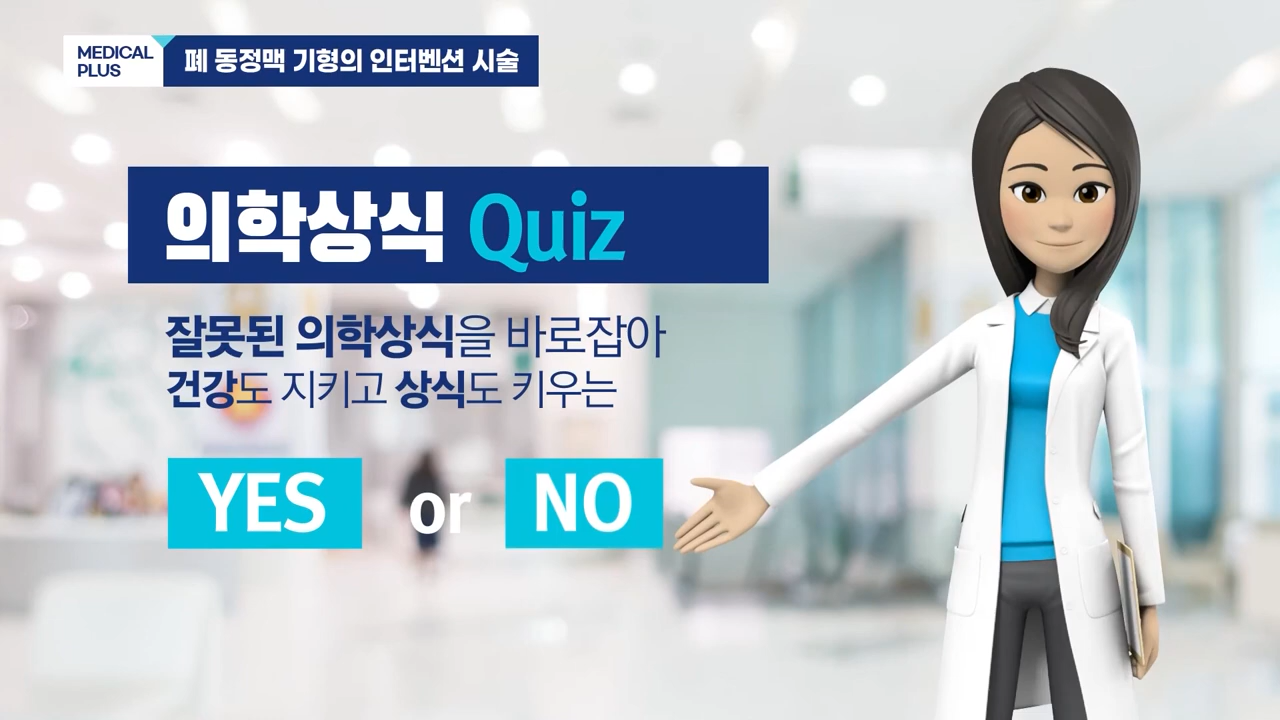 MEDICAL
PLUS
폐 동정맥 기형의 인터벤션 시술
의학상식 Quiz
잘못된 의학상식을 바로잡아
건강도 지키고 상식도 키우는
YES or NO